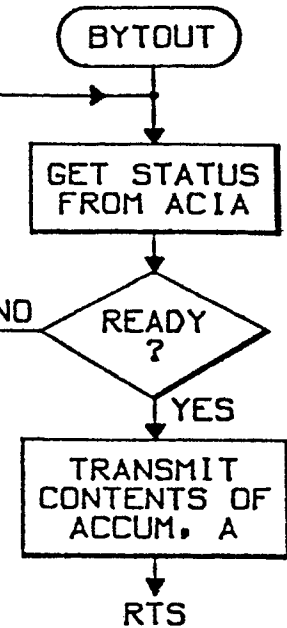 BYTOUT
GET STATUS
FROM ACIA
READY
?
NO
YES
TRANSMIT
CONTENTS OF
ACCUM. A
RTS